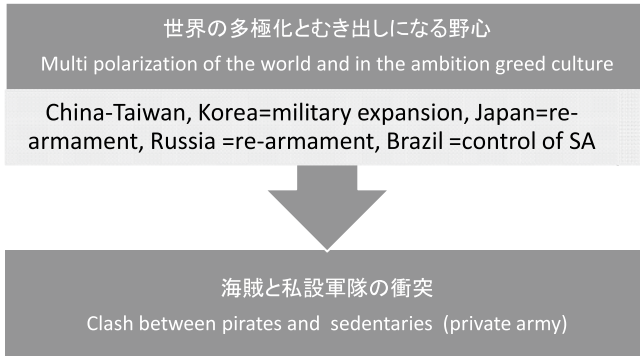 世界の多極化とむき出しになる野心
Multi polarization of the world and in the ambition greed culture
China-Taiwan, Korea=military expansion, Japan=re-
armament, Russia =re-armament, Brazil =control of SA
海賊と私設軍隊の衝突
Clash between pirates and sedentaries (private army)